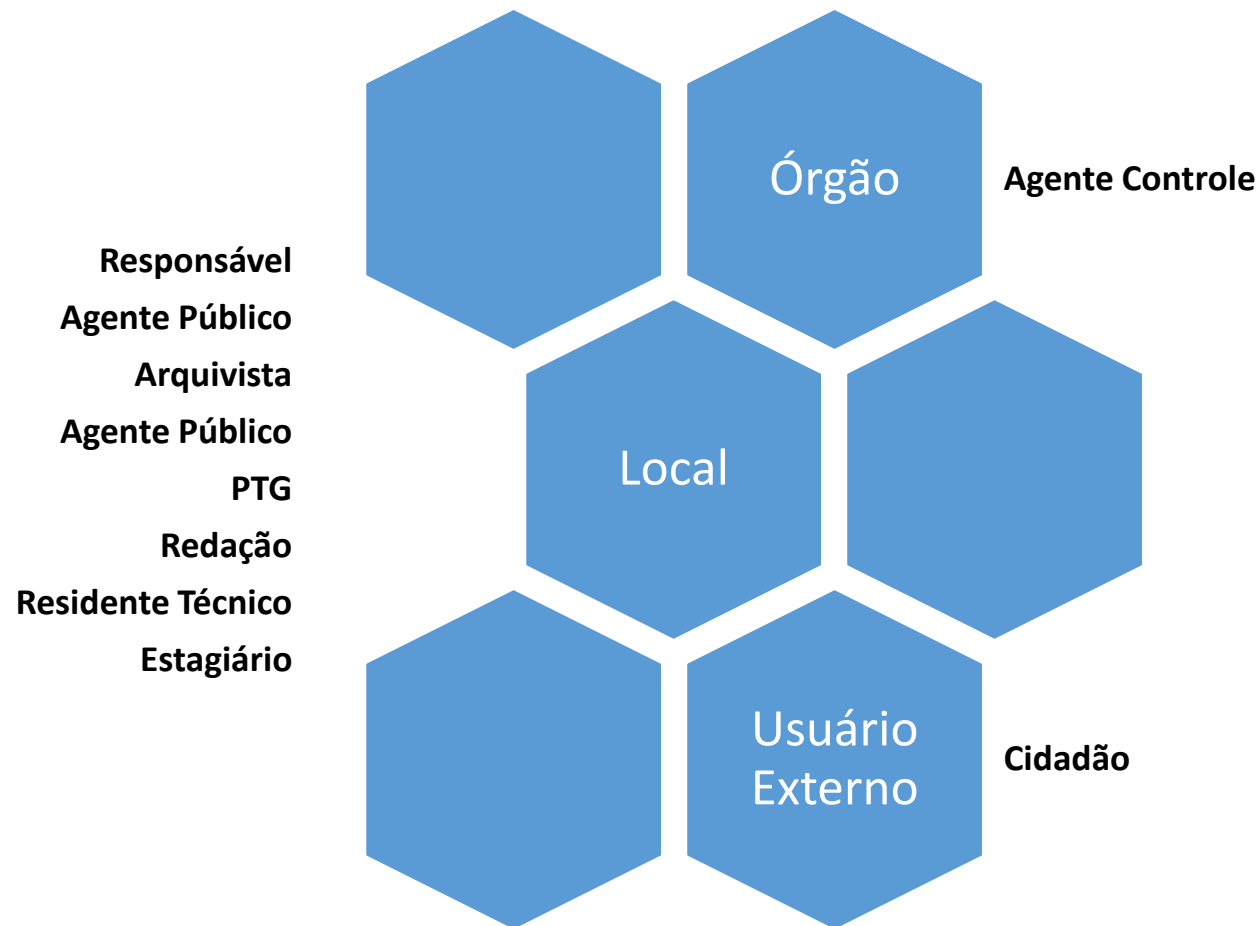 Órgão
Agente Controle
Responsável
Agente Público
Arquivista
Agente Público
PTG
Redação
Residente Técnico
Estagiário
Local
Usuário
Externo
Cidadão